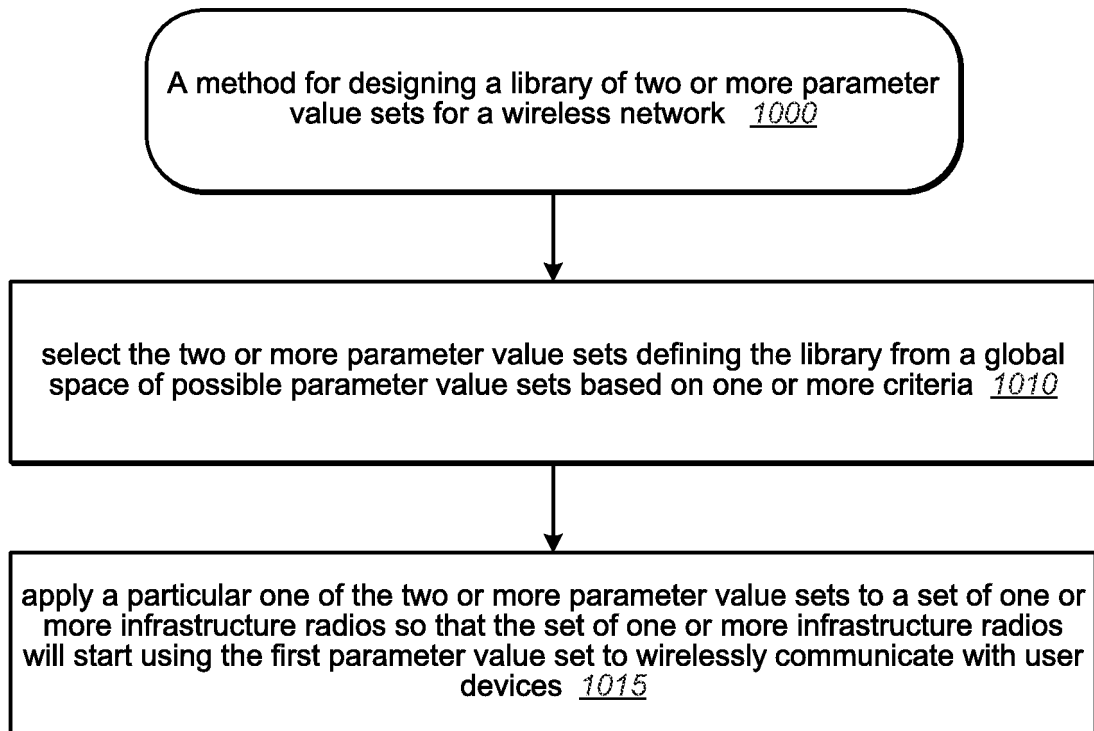 A method for designing a library of two or more parameter
value sets for a wireless network 1000
select the two or more parameter value sets defining the library from a global
space of possible parameter value sets based on one or more criteria 1010
apply a particular one of the two or more parameter value sets to a set of one or
more infrastructure radios so that the set of one or more infrastructure radios
will start using the first parameter value set to wirelessly communicate with user
devices 1015